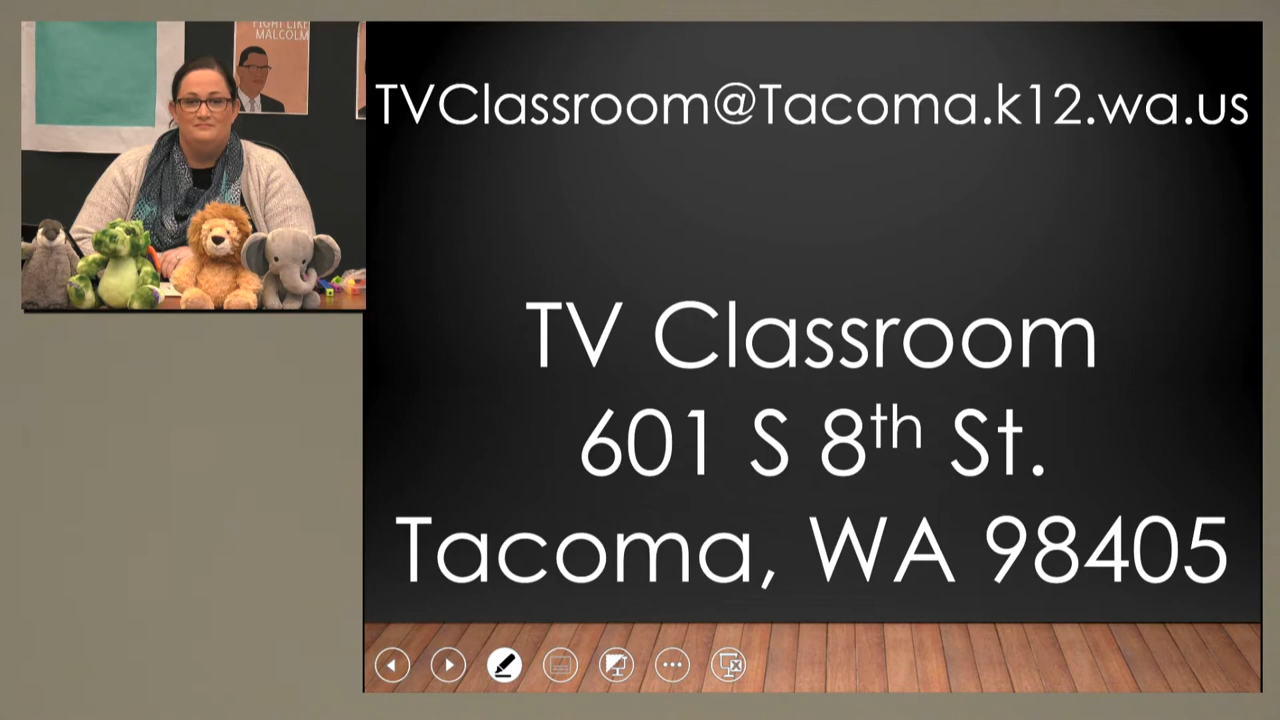 FIGHT LIKE
MALCOLM
TVClassroom@Tacoma.k12.wa.us
TV Classroom
601 S 8th St.
Tacoma, WA 98405